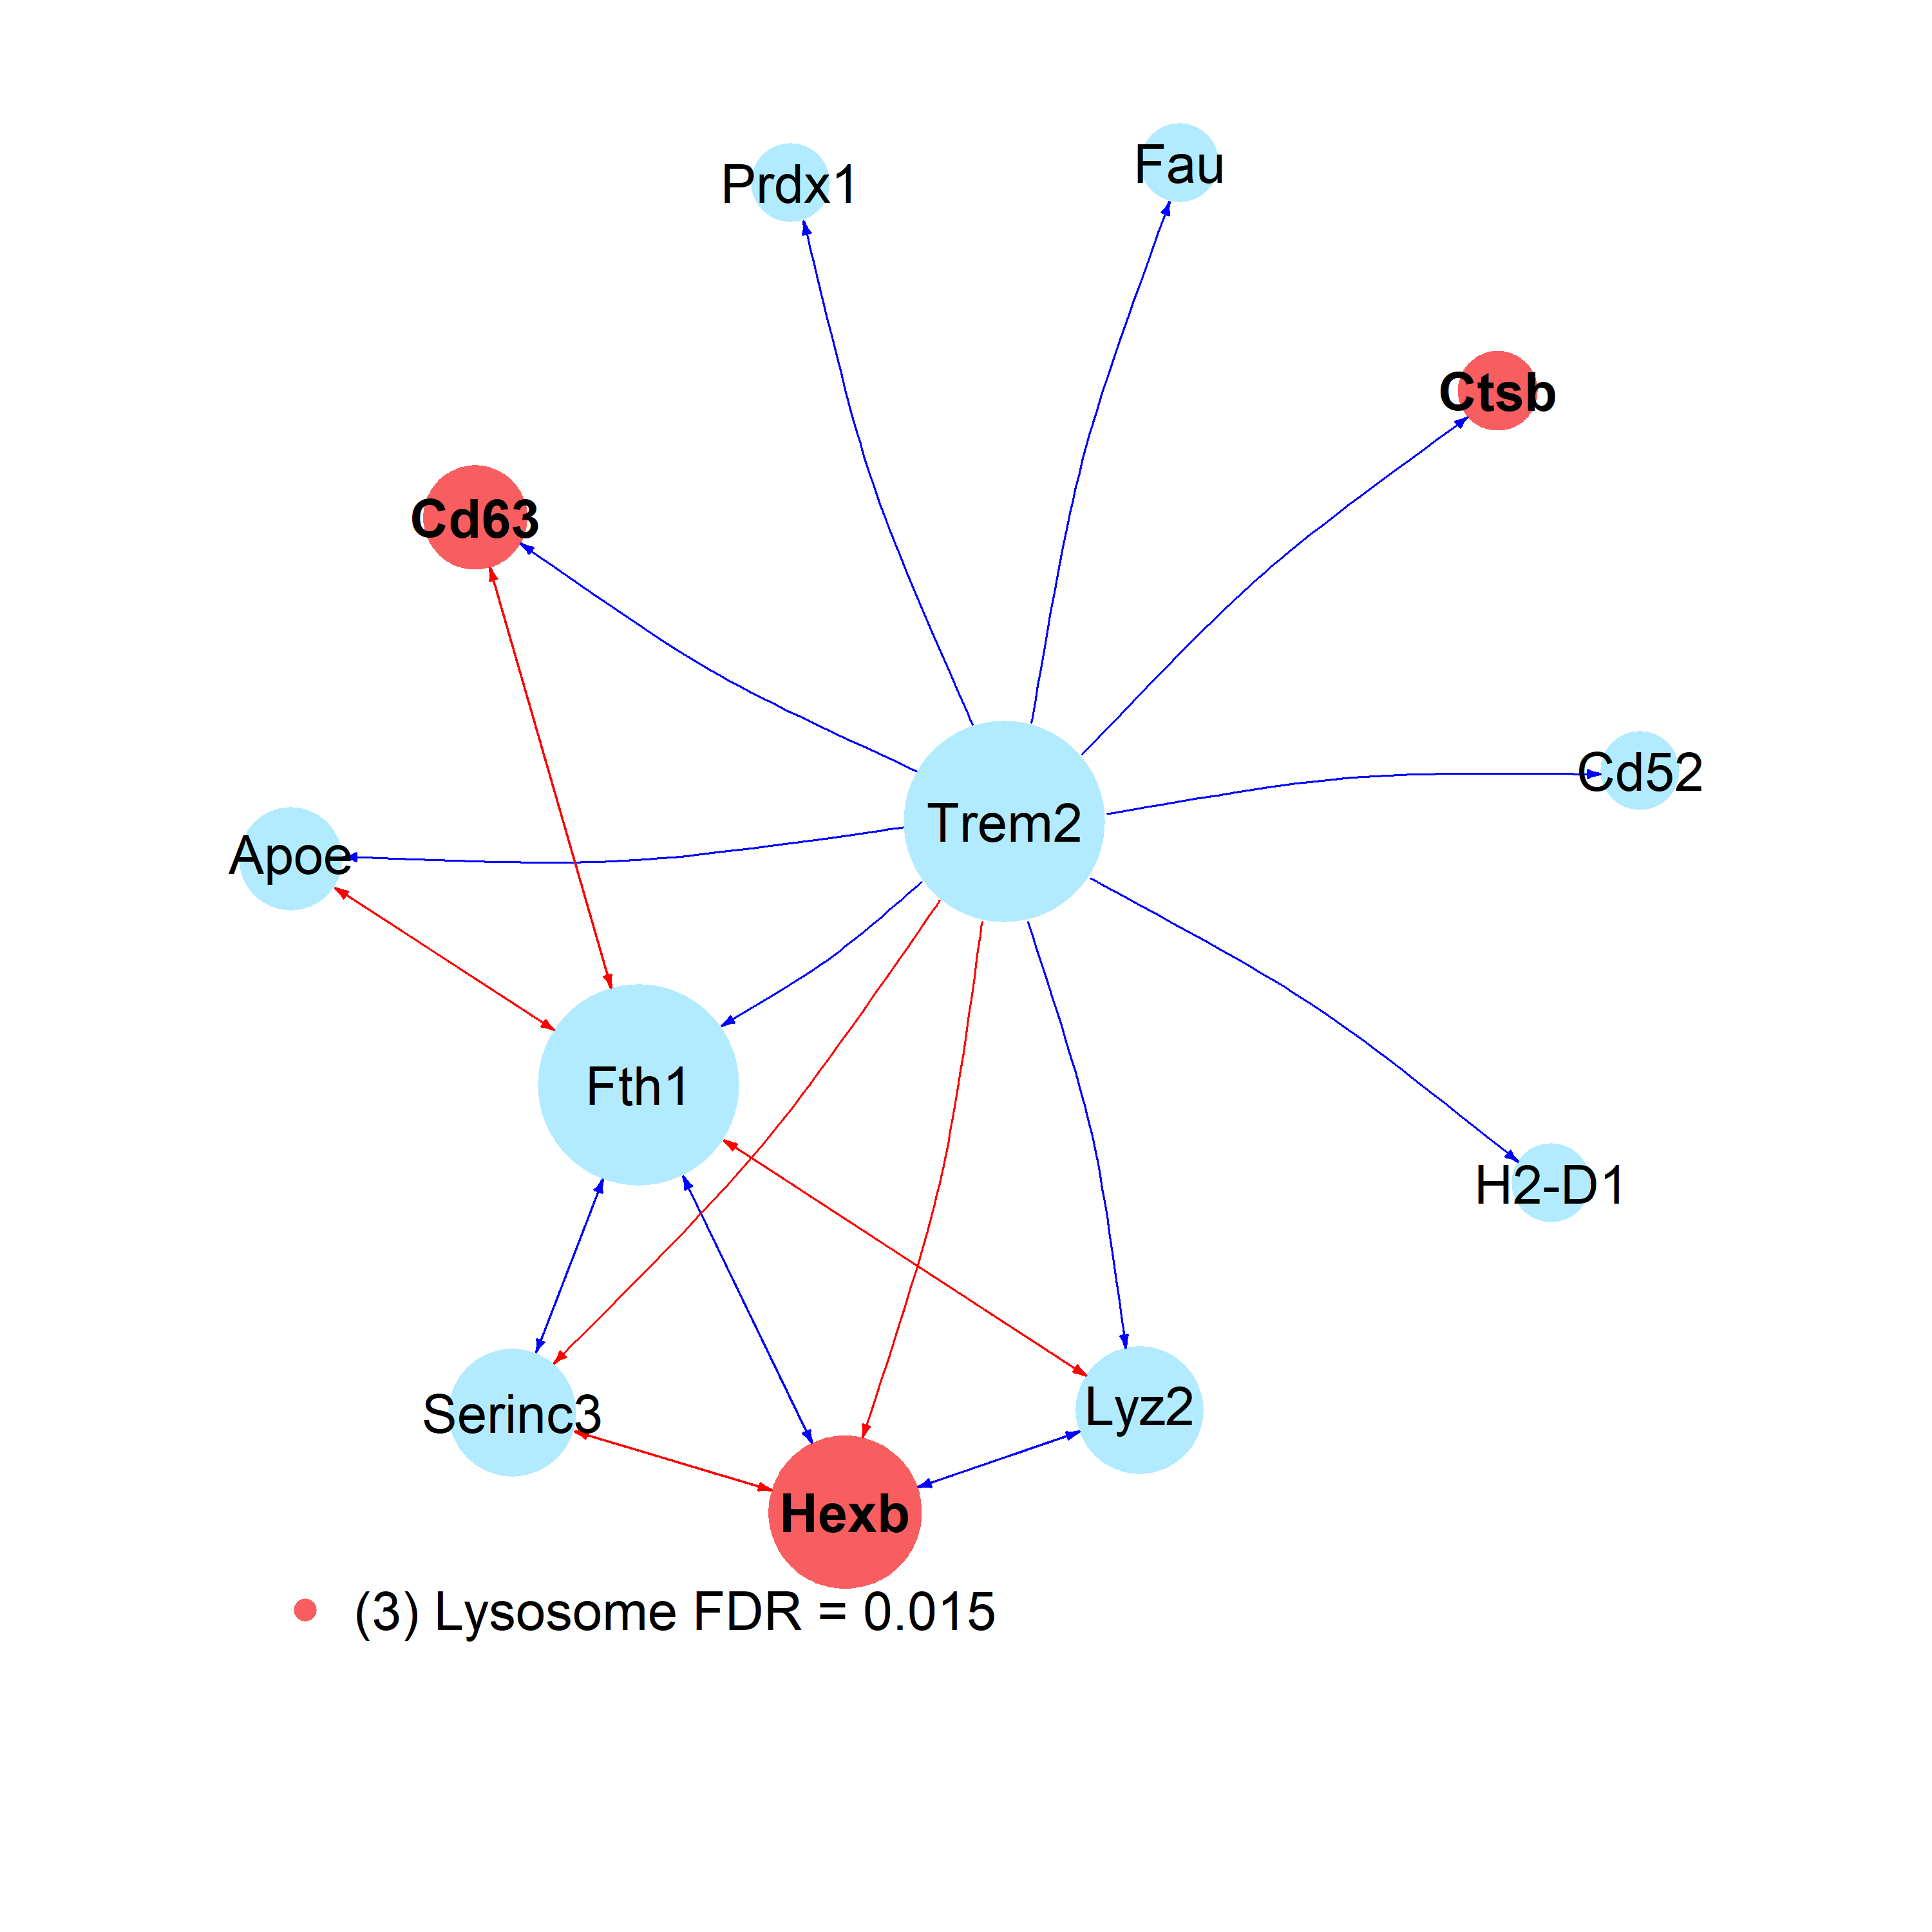 Fau
Prdx1
Ctsb
Cd63
Cd52
Trem2
Apoe
Fth1
H2-D1
Lyz2
Serinc3
Hexb
(3) Lysosome FDR = 0.015